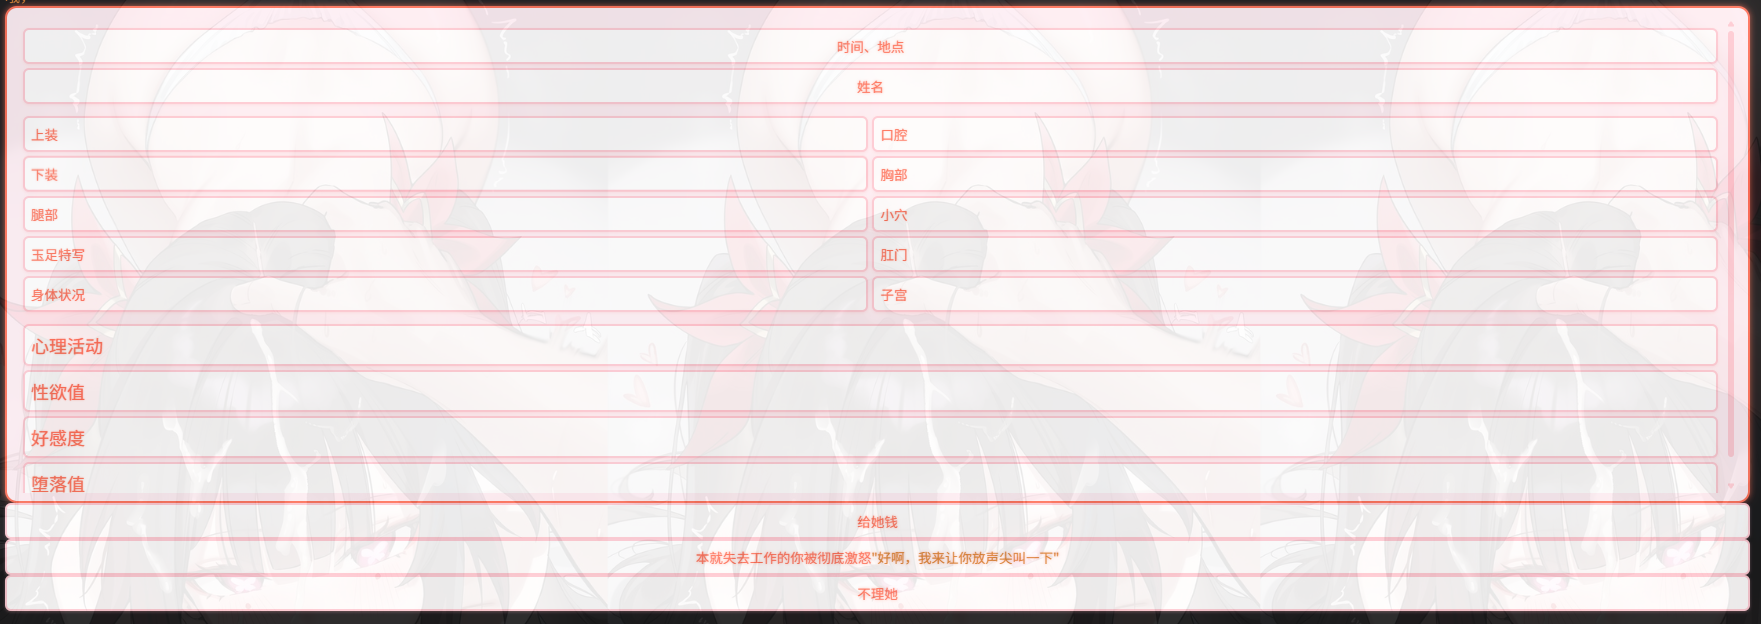 时间、地点
姓名
上装
口腔
下装
胸部
腿部
小穴
玉足特写
肛门
身体状况
子宫
心理活动
性欲值
好感度
堕落值
给她钱
本就失去工作的你被彻底激怒"好啊，我来让你放声尖叫一下"
不理她